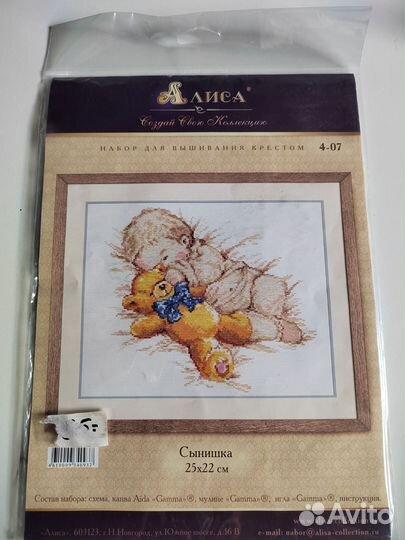 Алиса®
Создай Свою Коллекцию
НАБОР ДЛЯ ВЫШИВАНИЯ КРЕСТОМ 4-07
Сынишка
25х22 см
Состав набора: схема, канва Aida «Gamma»®, мулине «Gamma»®, игла «Gamma»®, инструкция.
«Алиса», 603123, г.Н.Новгород, ул.Южное шоссе, д.16 В
e-mail: nabor@alisa-collection.ru
Avito